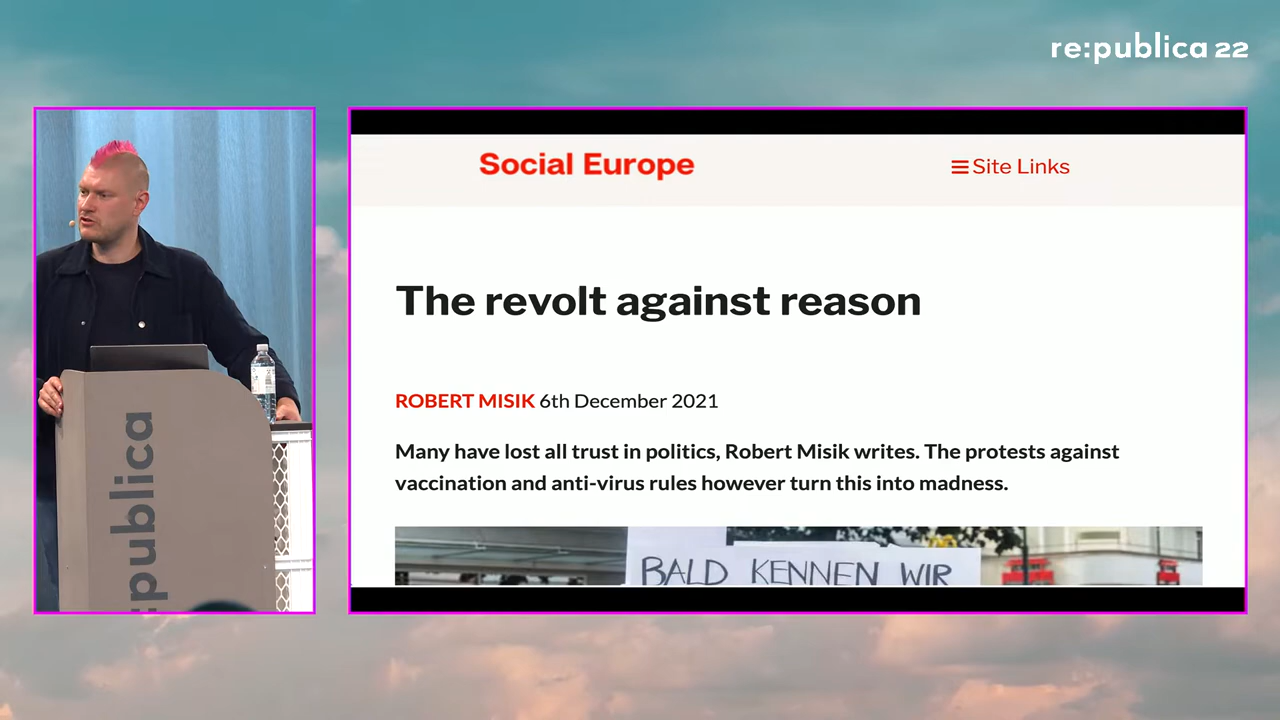 re:publica 22
Social Europe
Site Links
The revolt against reason
ROBERT MISIK 6th December 2021
Many have lost all trust in politics, Robert Misik writes. The protests against
vaccination and anti-virus rules however turn this into madness.
BALD KENNEN WIR
:publica